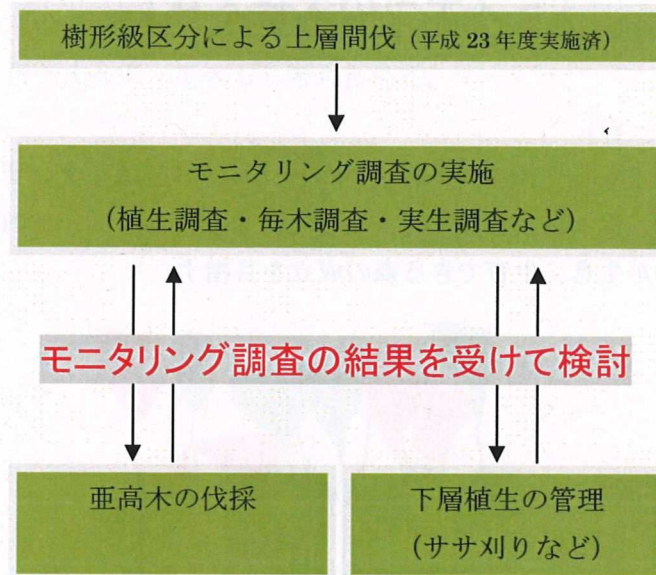 樹形級区分による上層間伐（平成 23 年度実施済）
モニタリング調査の実施
(植生調査・毎木調査・実生調査など)
モニタリング調査の結果を受けて検討
亜高木の伐採
下層植生の管理
(ササ刈りなど)